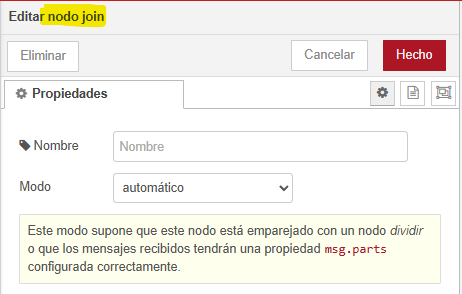 Editar nodo join
Eliminar
Cancelar
Hecho
Propiedades
Nombre
Nombre
Modo
automático
Este modo supone que este nodo está emparejado con un nodo dividir
o que los mensajes recibidos tendrán una propiedad msg.parts
configurada correctamente.